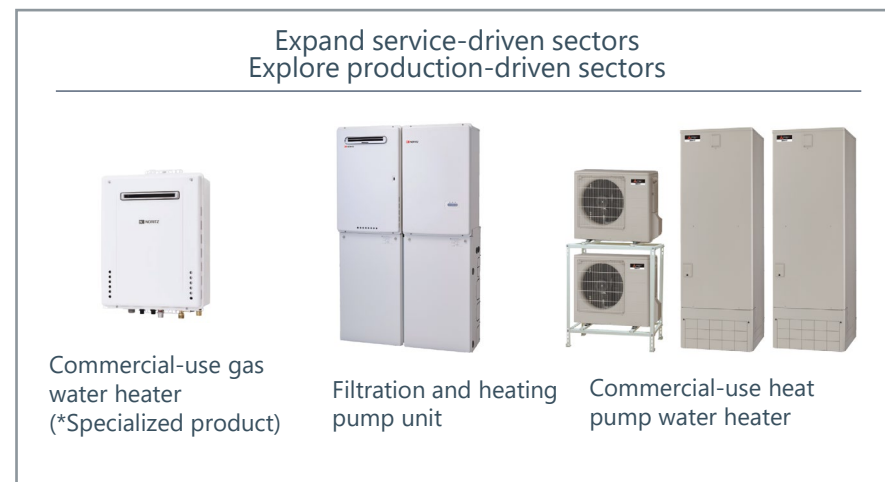 Expand service-driven sectors
Explore production-driven sectors
NORITZ
Commercial-use gas
water heater
(*Specialized product)
Filtration and heating
pump unit
Commercial-use heat
pump water heater